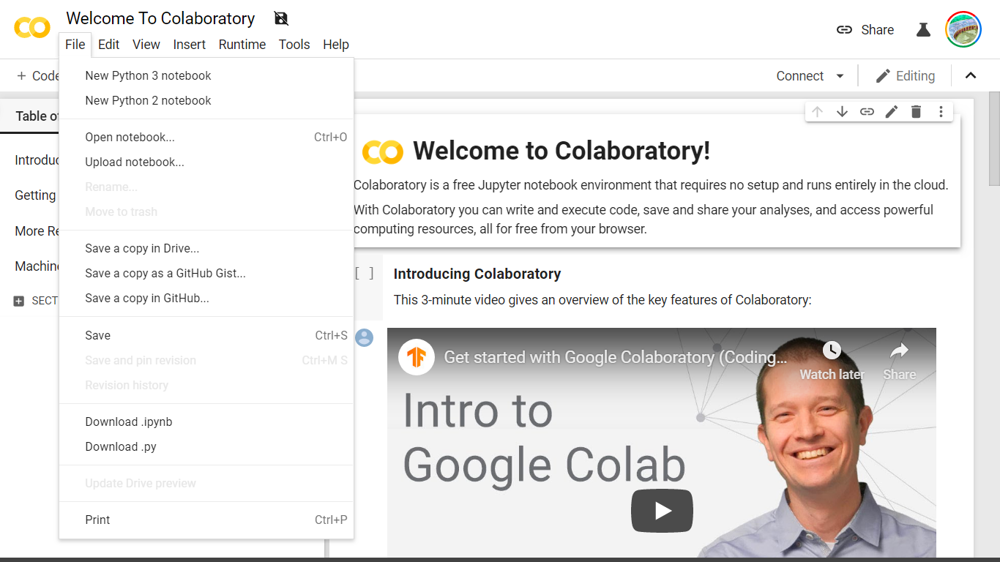 Welcome To Colaboratory
File Edit View Insert Runtime Tools Help
Share
+ Code
Connect
Editing
Table of
Introduc
Getting
More Re
Machine
SECT
New Python 3 notebook
New Python 2 notebook
Open notebook... Ctrl+O
Upload notebook...
Rename...
Move to trash
Save a copy in Drive...
Save a copy as a GitHub Gist...
Save a copy in GitHub...
Save Ctrl+S
Save and pin revision Ctrl+M S
Revision history
Download .ipynb
Download .py
Update Drive preview
Print Ctrl+P
Welcome to Colaboratory!
Colaboratory is a free Jupyter notebook environment that requires no setup and runs entirely in the cloud.
With Colaboratory you can write and execute code, save and share your analyses, and access powerful
computing resources, all for free from your browser.
[ ]
Introducing Colaboratory
This 3-minute video gives an overview of the key features of Colaboratory:
Get started with Google Colaboratory (Coding...
Watch later
Share
Intro to
Google Colab